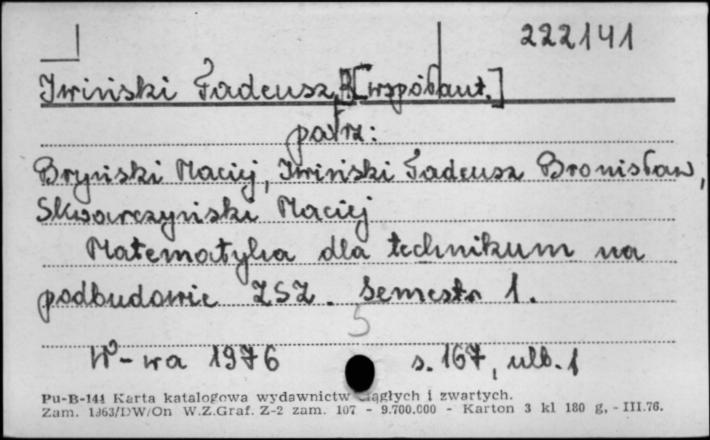 222141
Iwiński Tadeusz B[współaut.]
patrz:
Bryński Maciej, Iwiński Tadeusz Bronisław,
Skwarczyński Maciej
Matematyka dla technikum na
podbudowie ZSZ. Semestr 1.
5
W-wa 1976 s. 167, nlb. 1
Pu-B-144 Karta katalogowa wydawnictw ciągłych i zwartych.
Zam. 1363/DW/On W.Z.Graf. Z-2 zam. 107 - 9.700.000 - Karton 3 kl 180 g, - III.76.